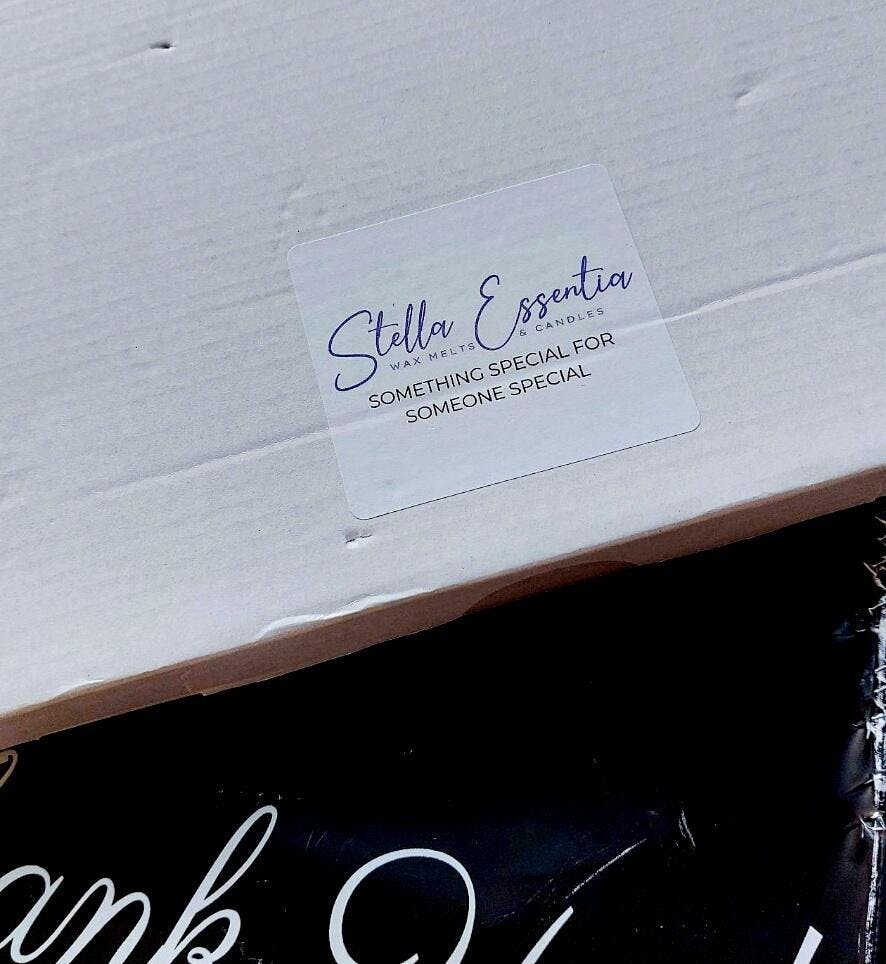 Stella Essentia
WAX MELTS & CANDLES
SOMETHING SPECIAL FOR
SOMEONE SPECIAL